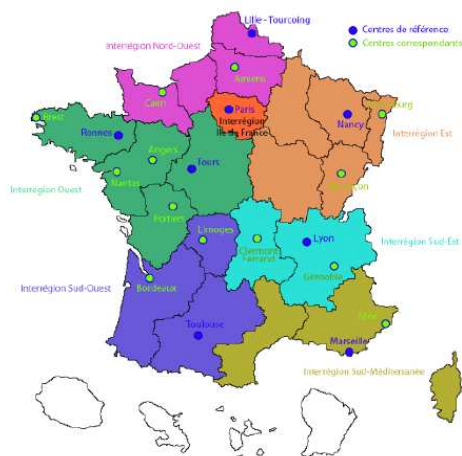 Lille - Tourcoing
Centres de référence
Centres correspondants
Interrégion Nord-Ouest
Amiens
Caen
Paris
Interrégion
Ile de France
Nancy
Interrégion Est
Brest
Rennes
Angers
Tours
Nantes
Interrégion Ouest
Poitiers
Limoges
Clermont
Ferrand
Lyon
Grenoble
Interrégion Sud-Est
Interrégion Sud-Ouest
Bordeaux
Toulouse
Nice
Marseille
Interrégion Sud-Méditerranée